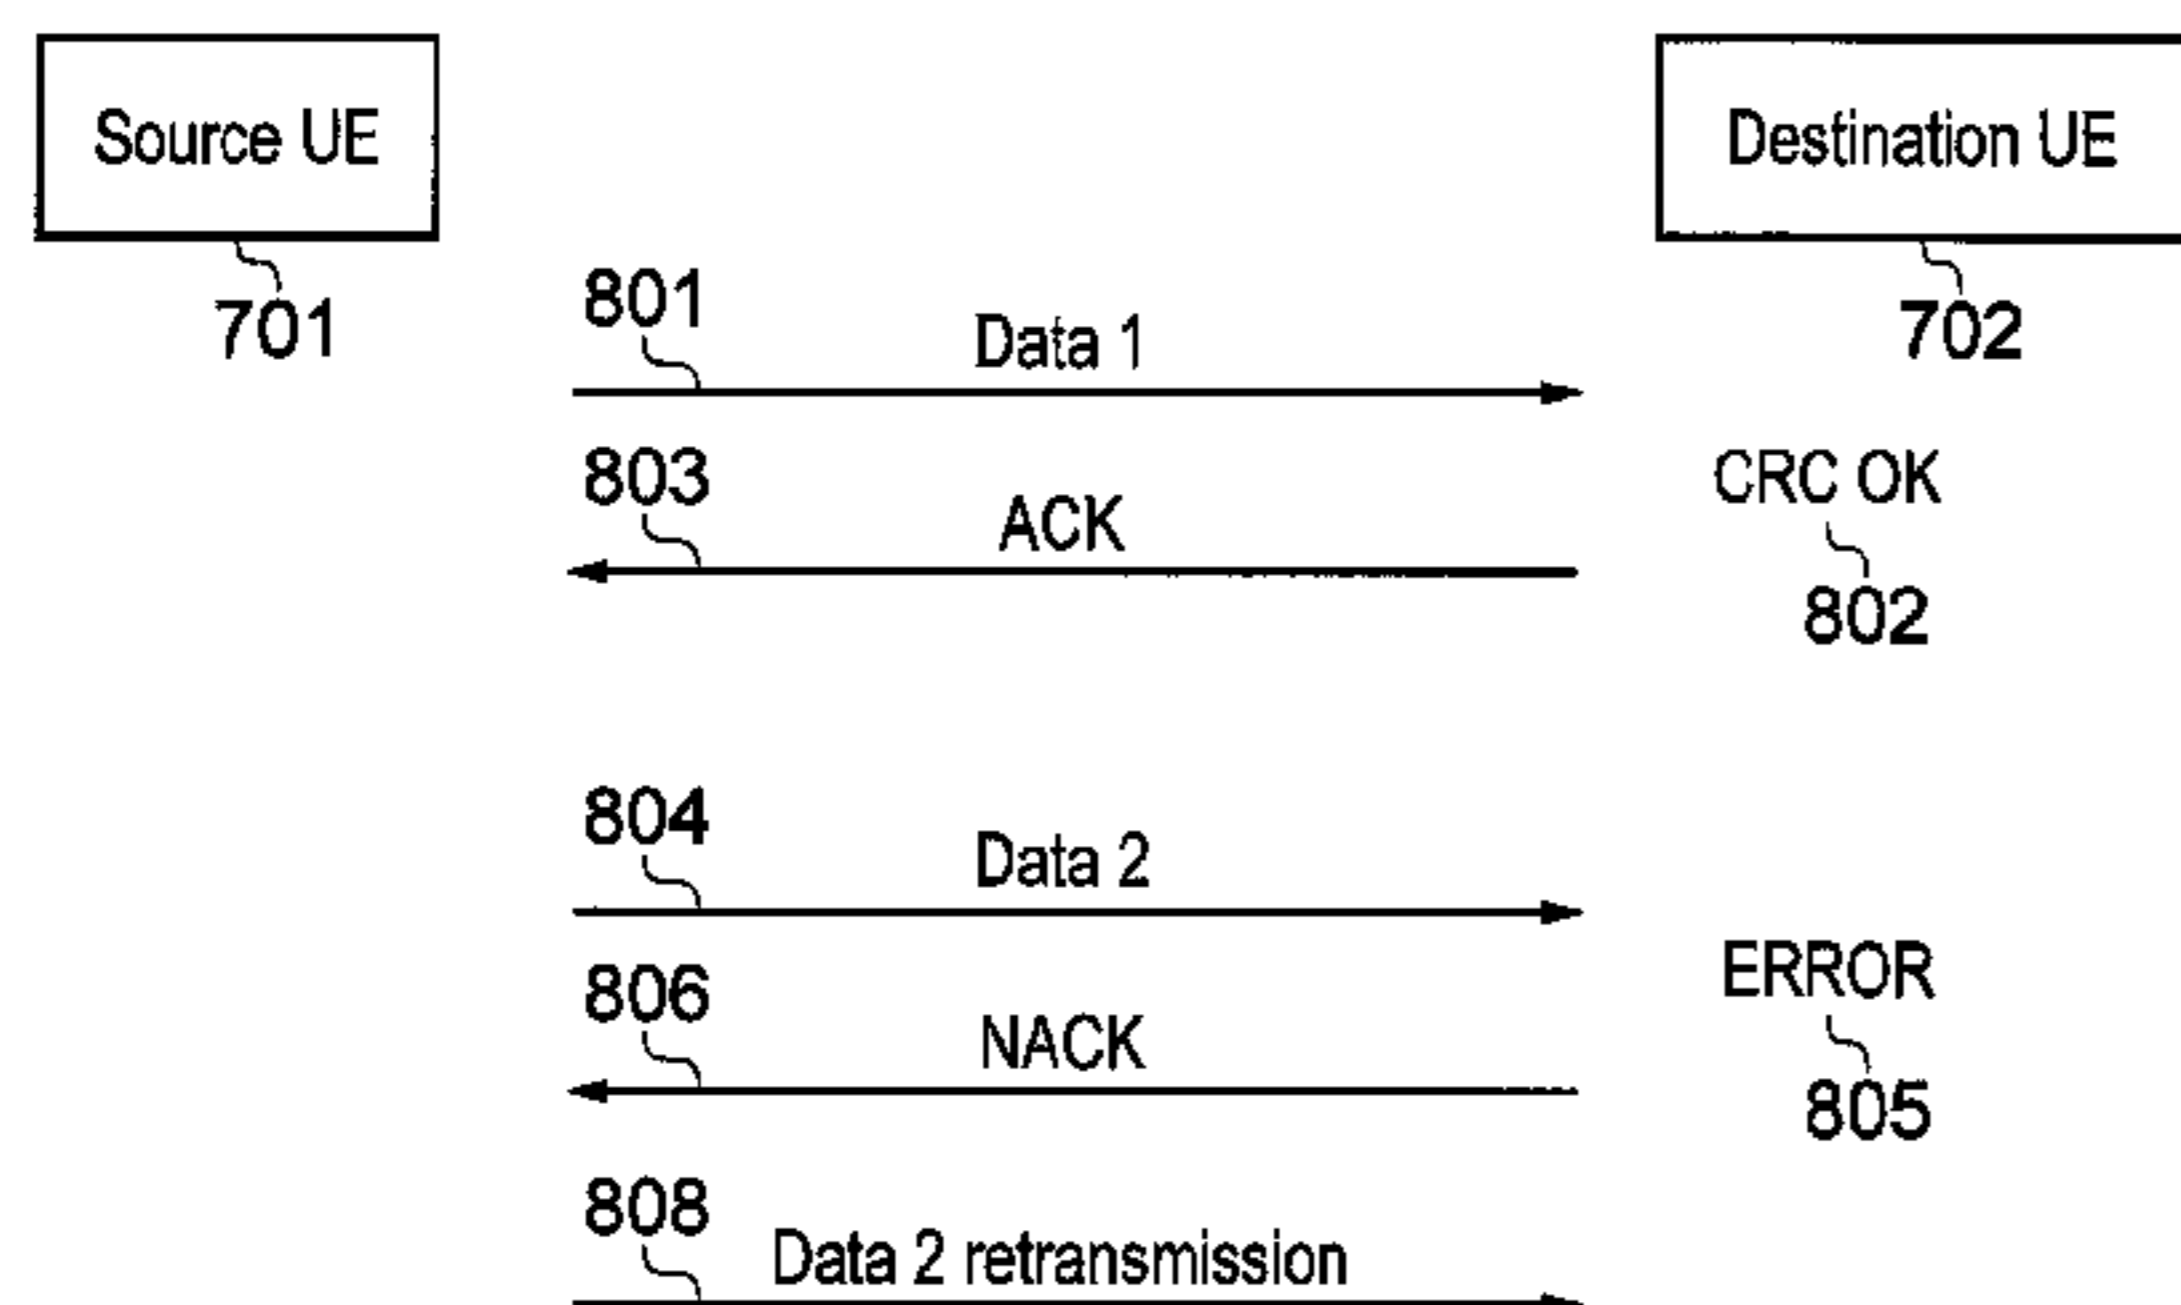 Source UE
Destination UE
701
702
801
Data 1
803
ACK
CRC OK
802
804
Data 2
ERROR
806
NACK
805
808
Data 2 retransmission